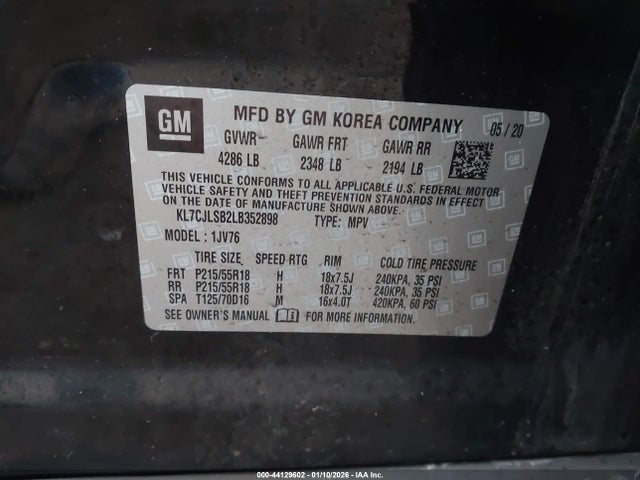 GM MFD BY GM KOREA COMPANY 05/20
GVWR GAWR FRT GAWR RR
4286 LB 2348 LB 2194 LB
THIS VEHICLE CONFORMS TO ALL APPLICABLE U.S. FEDERAL MOTOR
VEHICLE SAFETY AND THEFT PREVENTION STANDARDS IN EFFECT
ON THE DATE OF MANUFACTURE SHOWN ABOVE.
KL7CJLSB2LB352898 TYPE: MPV
MODEL: 1JV76
TIRE SIZE SPEED RTG RIM COLD TIRE PRESSURE
FRT P215/55R18 H 18x7.5J 240KPA, 35 PSI
RR P215/55R18 H 18x7.5J 240KPA, 35 PSI
SPA T125/70D16 M 16x4.0T 420KPA, 60 PSI
SEE OWNER'S MANUAL FOR MORE INFORMATION.
000-44129602 - 01/10/2026 - IAA Inc.